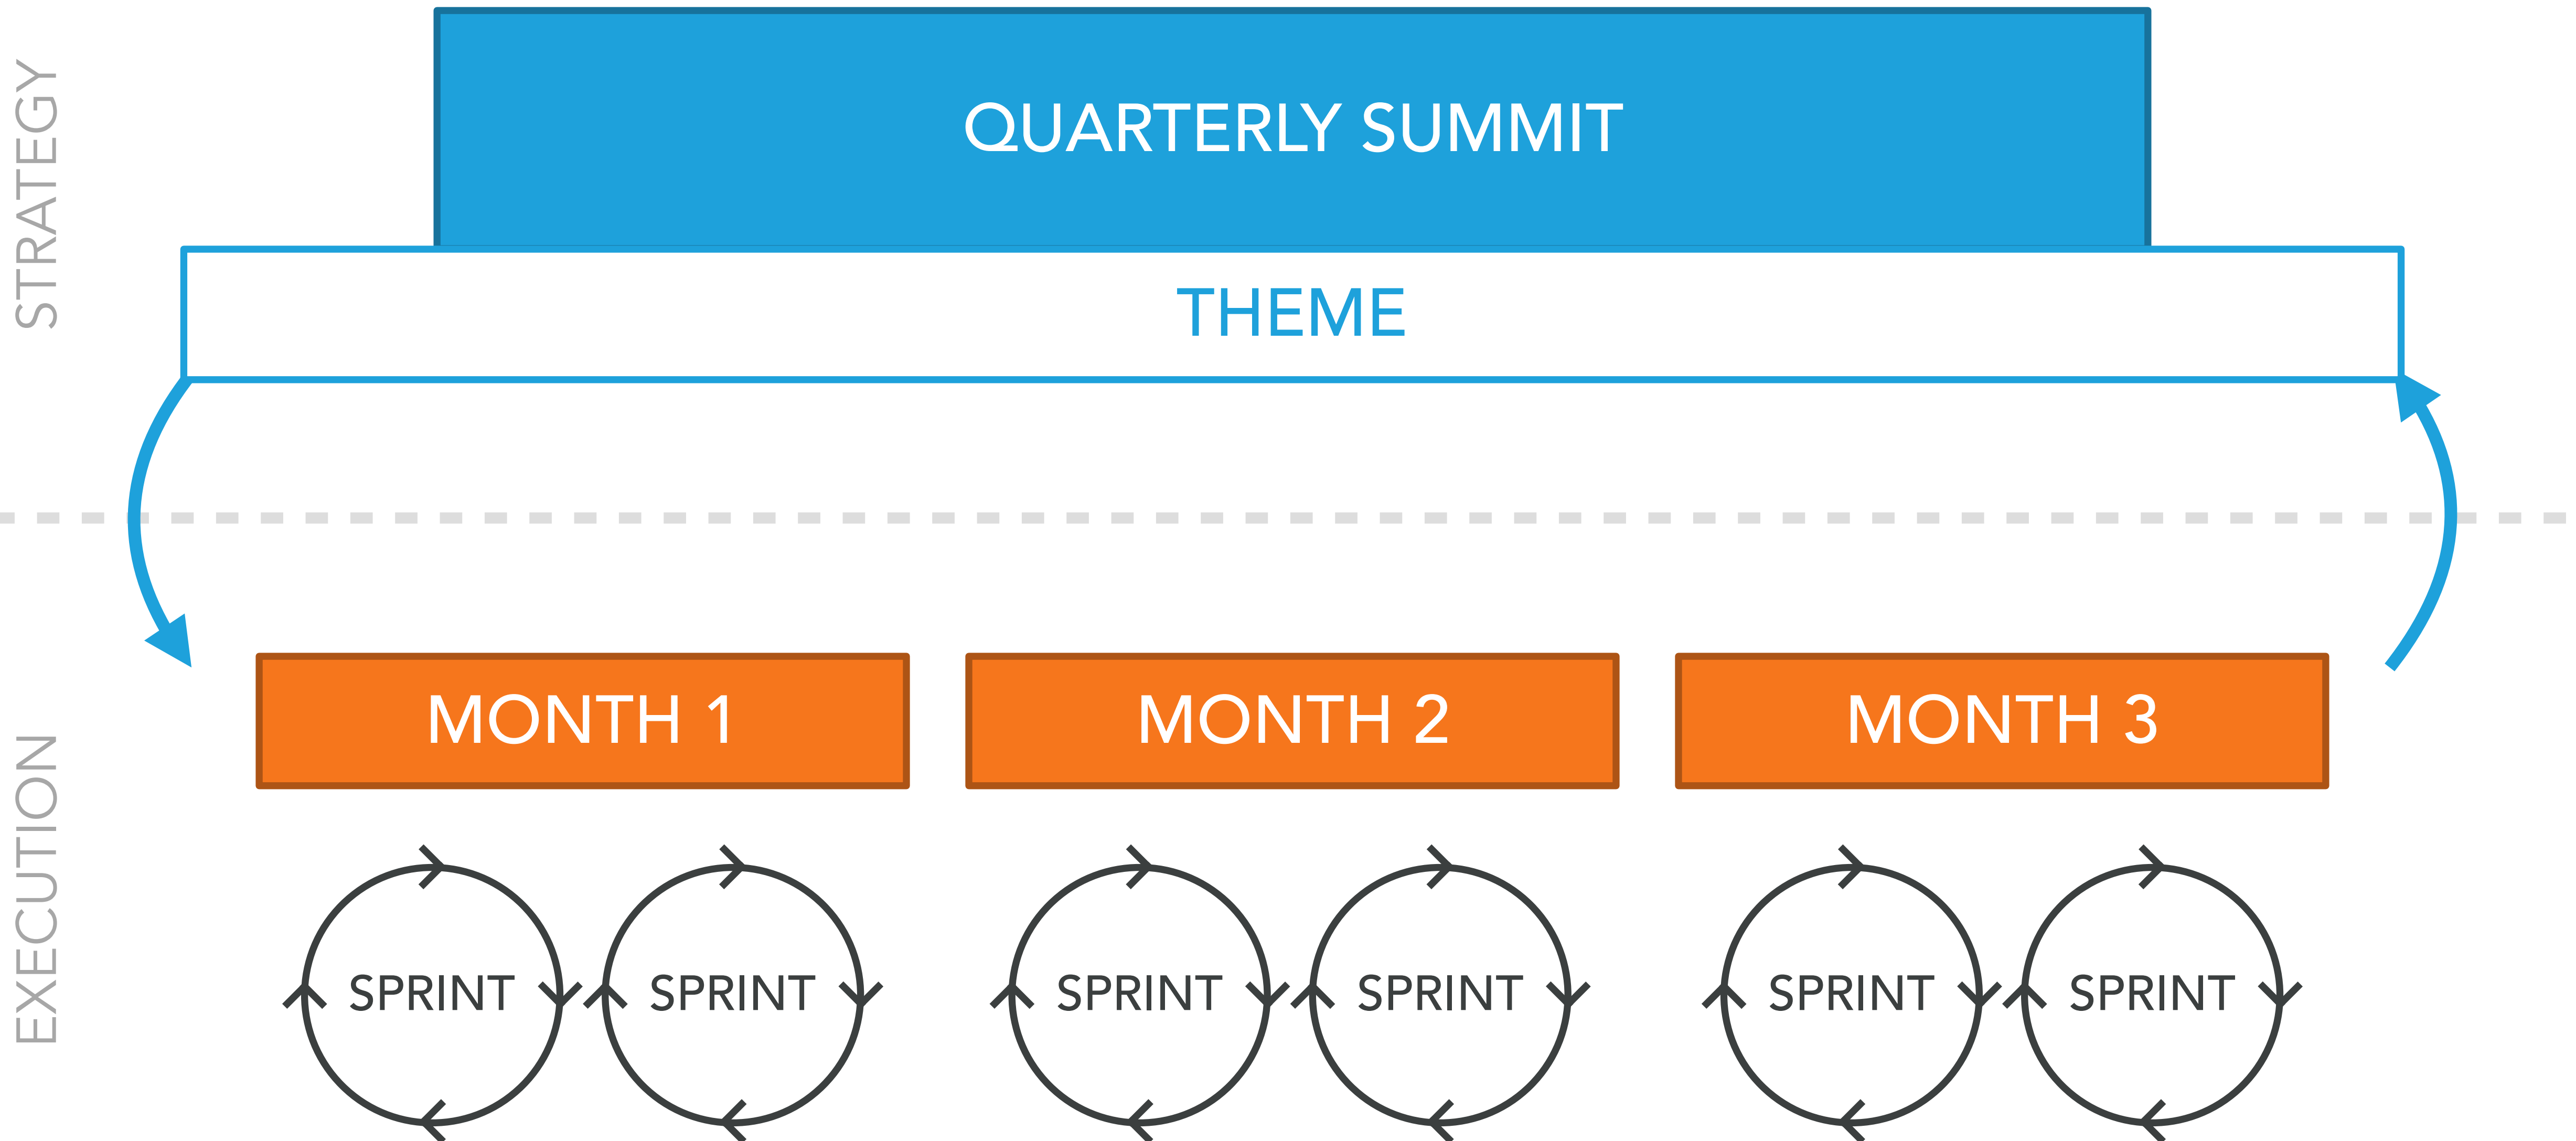 STRATEGY
QUARTERLY SUMMIT
THEME
EXECUTION
MONTH 1
MONTH 2
MONTH 3
SPRINT
SPRINT
SPRINT
SPRINT
SPRINT
SPRINT